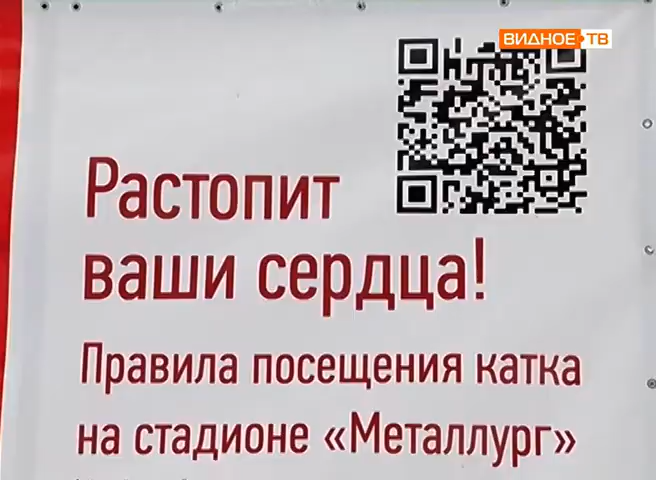 ВИДНОЕ ТВ
Растопит
ваши сердца!
Правила посещения катка
на стадионе «Металлург»